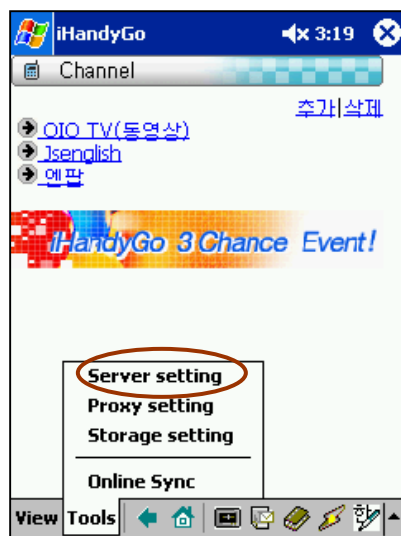 iHandyGo 3:19
Channel
추가|삭제
OIO TV(동영상)
Jsenglish
엔팝
iHandyGo 3 Chance Event!
Server setting
Proxy setting
Storage setting
Online Sync
View Tools 한